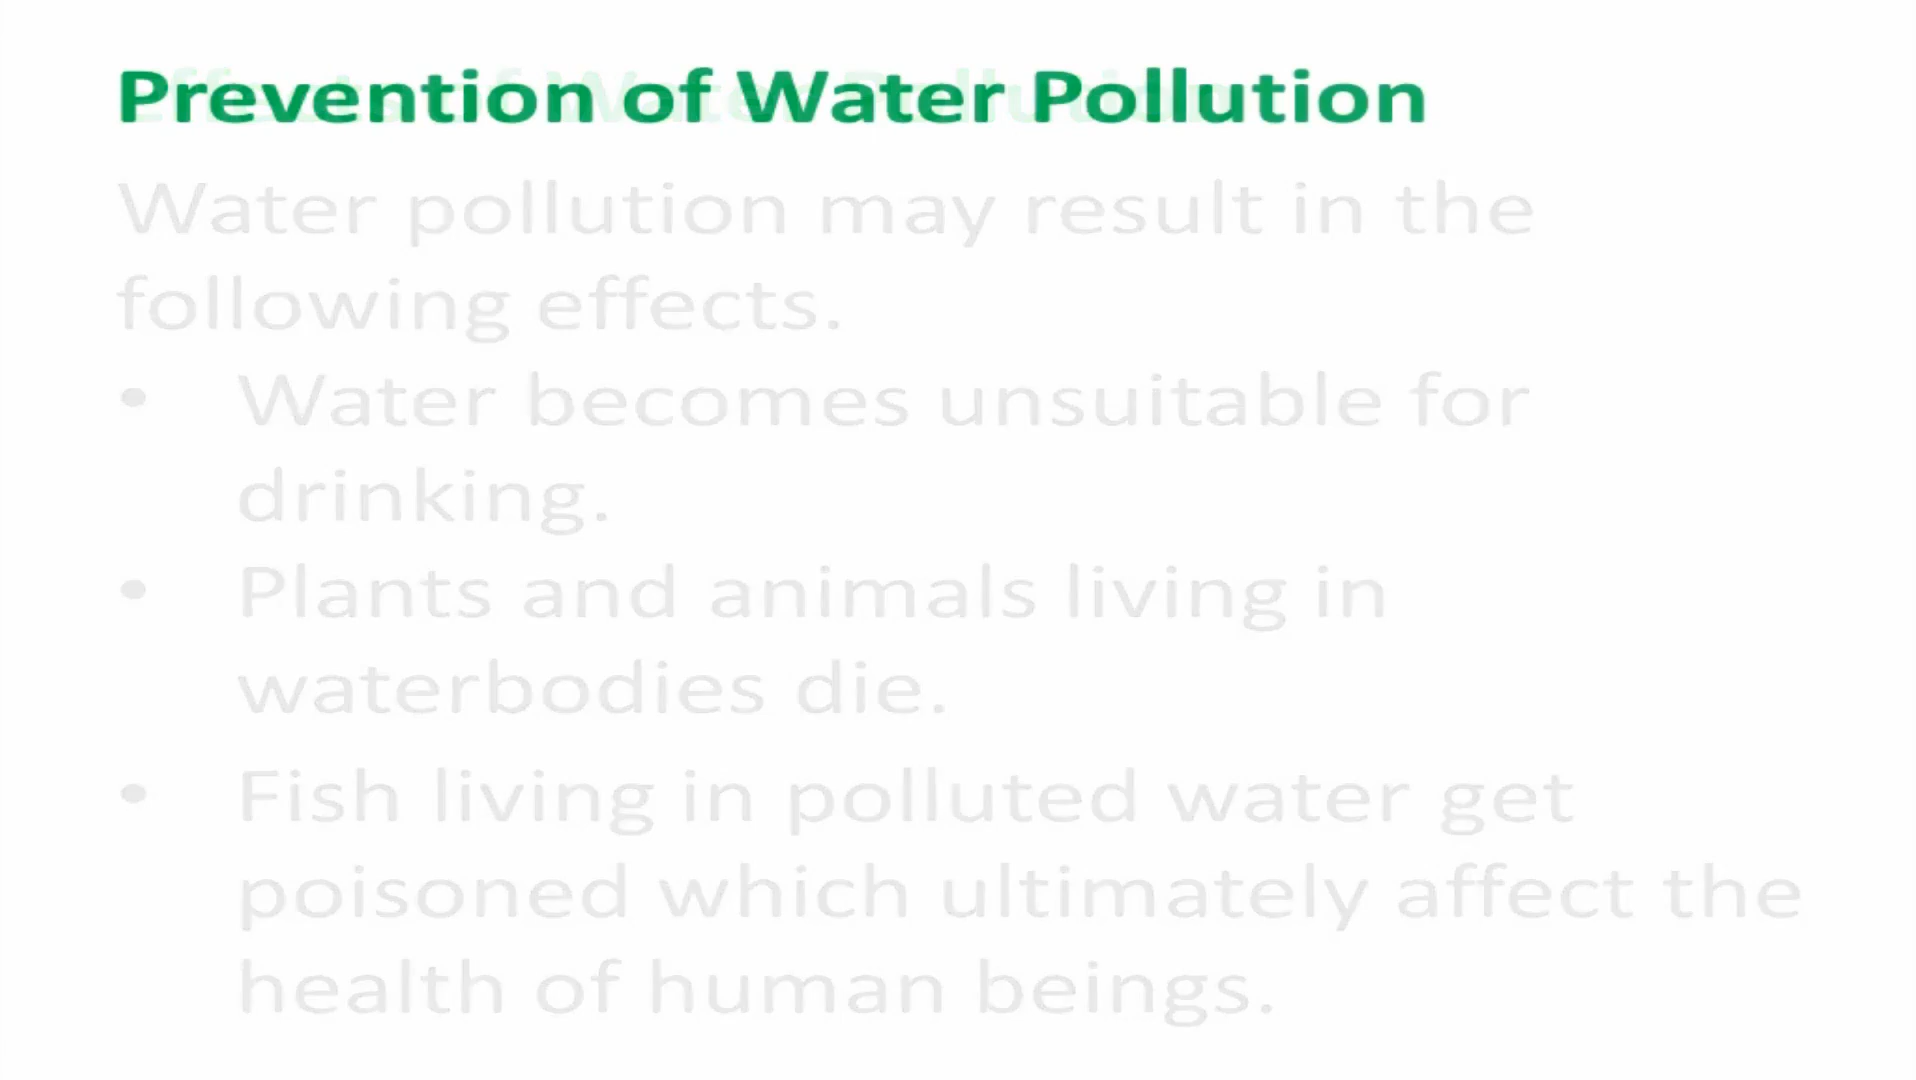 Prevention of Water Pollution
Water pollution may result in the
following effects.
• Water becomes unsuitable for
drinking.
• Plants and animals living in
waterbodies die.
• Fish living in polluted water get
poisoned which ultimately affect the
health of human beings.